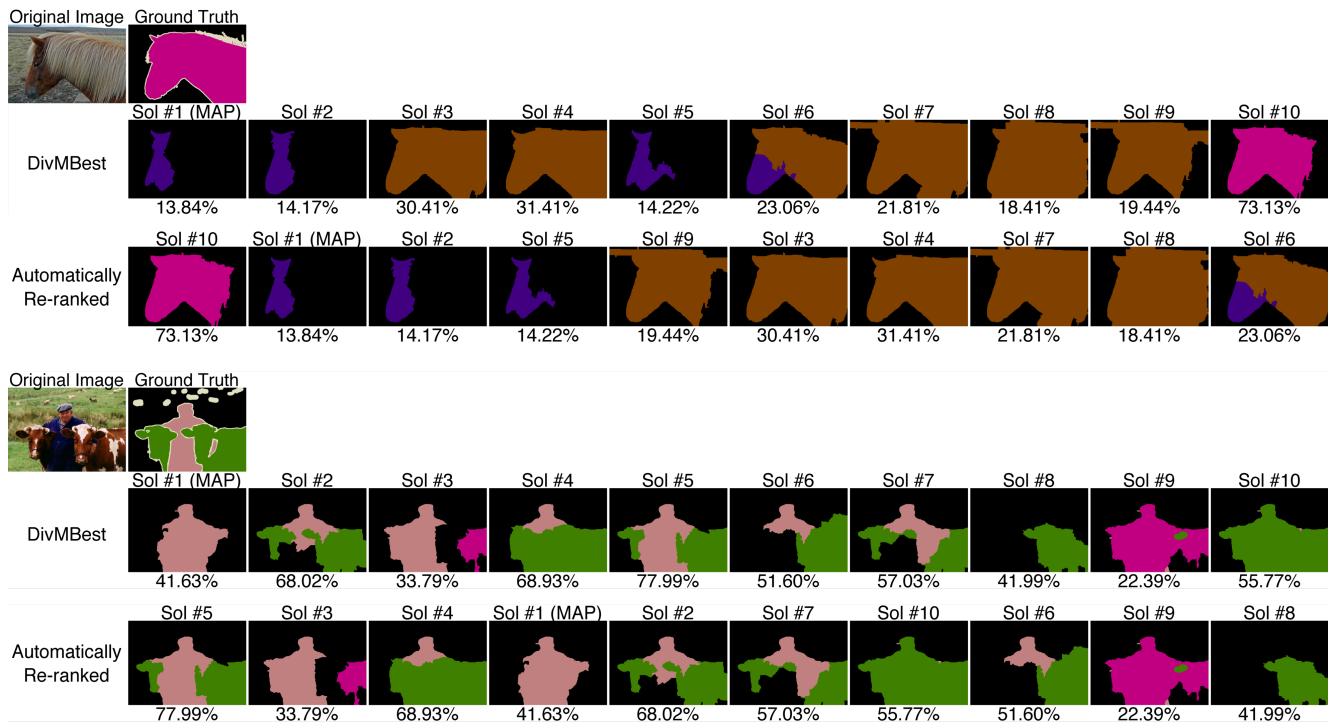 Original Image Ground Truth
Sol #1 (MAP) Sol #2 Sol #3 Sol #4 Sol #5 Sol #6 Sol #7 Sol #8 Sol #9 Sol #10
DivMBest
13.84% 14.17% 30.41% 31.41% 14.22% 23.06% 21.81% 18.41% 19.44% 73.13%
Sol #10 Sol #1 (MAP) Sol #2 Sol #5 Sol #9 Sol #3 Sol #4 Sol #7 Sol #8 Sol #6
Automatically
Re-ranked
73.13% 13.84% 14.17% 14.22% 19.44% 30.41% 31.41% 21.81% 18.41% 23.06%
Original Image Ground Truth
Sol #1 (MAP) Sol #2 Sol #3 Sol #4 Sol #5 Sol #6 Sol #7 Sol #8 Sol #9 Sol #10
DivMBest
41.63% 68.02% 33.79% 68.93% 77.99% 51.60% 57.03% 41.99% 22.39% 55.77%
Sol #5 Sol #3 Sol #4 Sol #1 (MAP) Sol #2 Sol #7 Sol #10 Sol #6 Sol #9 Sol #8
Automatically
Re-ranked
77.99% 33.79% 68.93% 41.63% 68.02% 57.03% 55.77% 51.60% 22.39% 41.99%